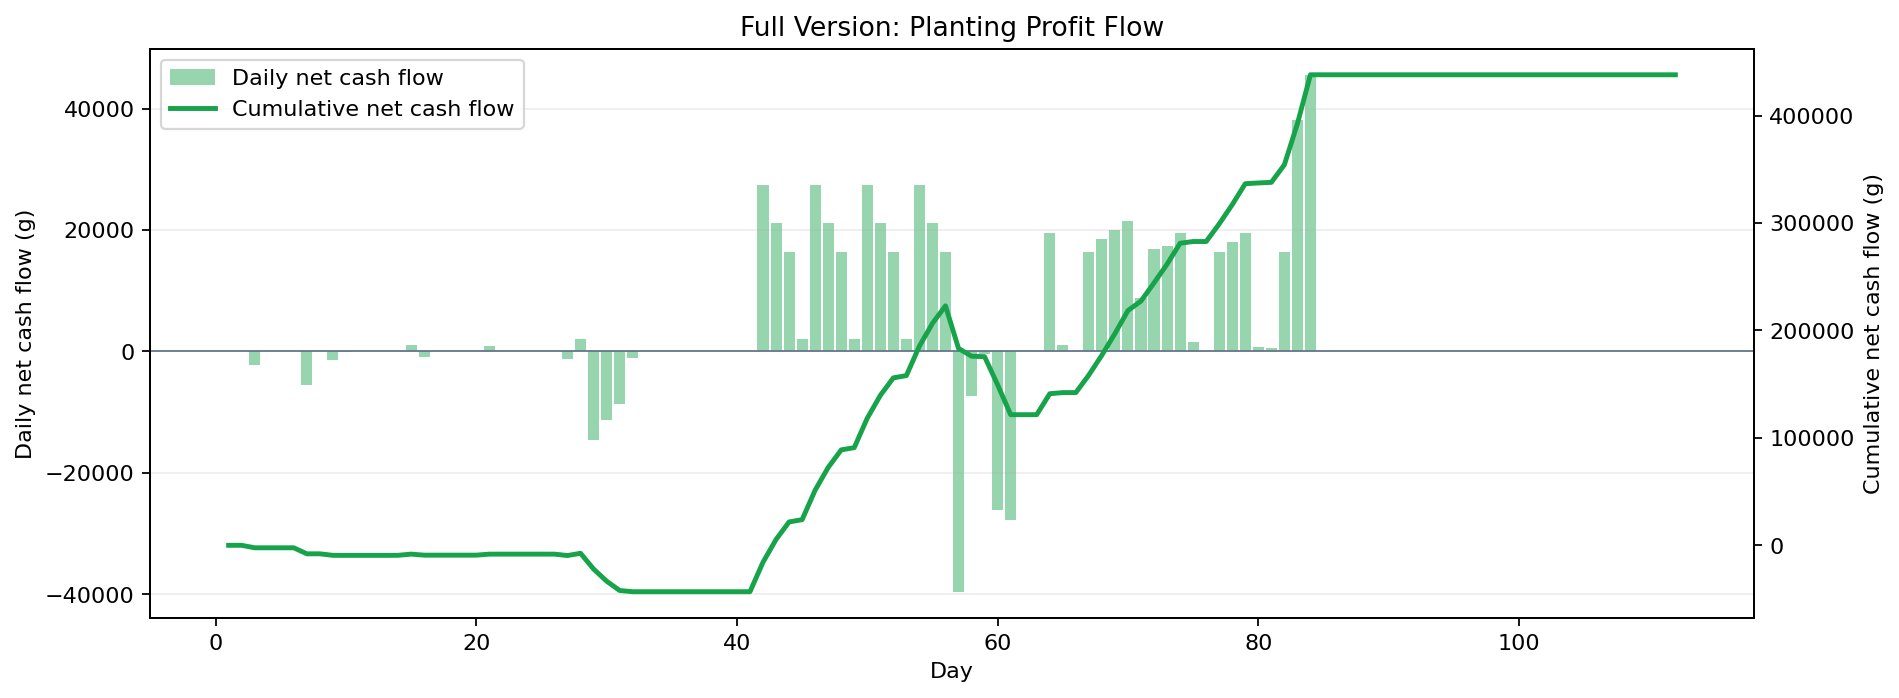 Full Version: Planting Profit Flow
Daily net cash flow
Cumulative net cash flow
Daily net cash flow (g)
40000
20000
0
−20000
−40000
400000
300000
200000
100000
0
Cumulative net cash flow (g)
0
20
40
60
80
100
Day